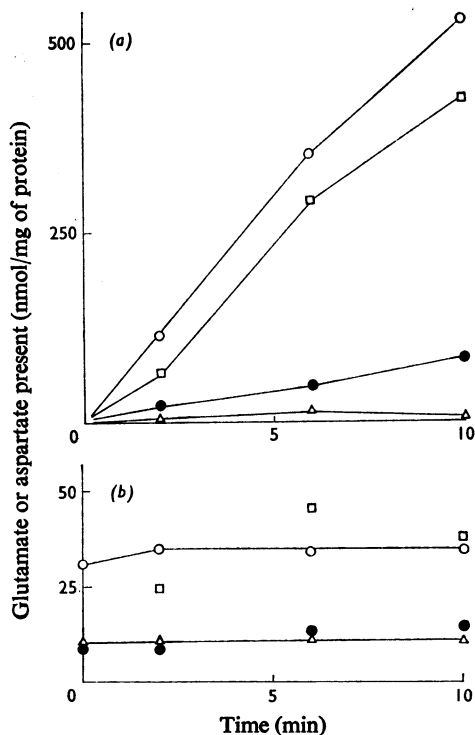 Glutamate or aspartate present (nmol/mg of protein)
(a)
500
250
0
5
10
(b)
50
25
0
5
10
Time (min)